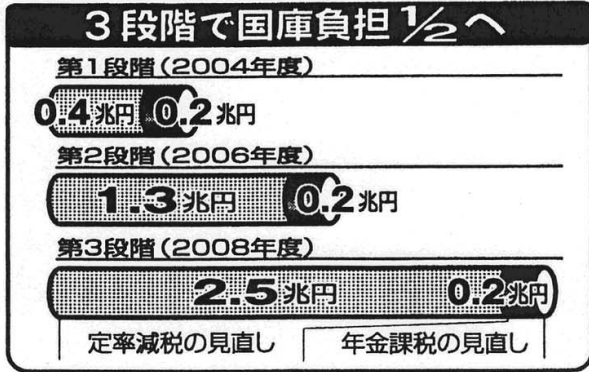 3段階で国庫負担1/2へ
第1段階(2004年度)
0.4兆円 0.2兆円
第2段階(2006年度)
1.3兆円 0.2兆円
第3段階(2008年度)
2.5兆円 0.2兆円
定率減税の見直し 年金課税の見直し